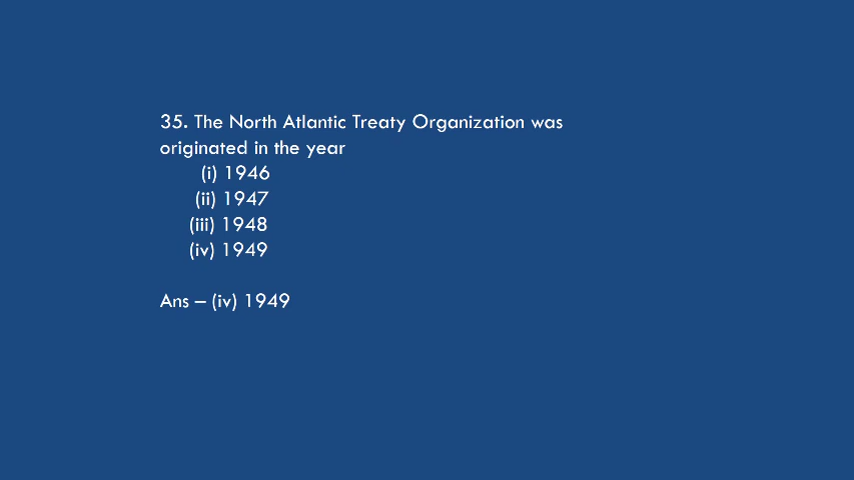 35. The North Atlantic Treaty Organization was
originated in the year
(i) 1946
(ii) 1947
(iii) 1948
(iv) 1949
Ans – (iv) 1949